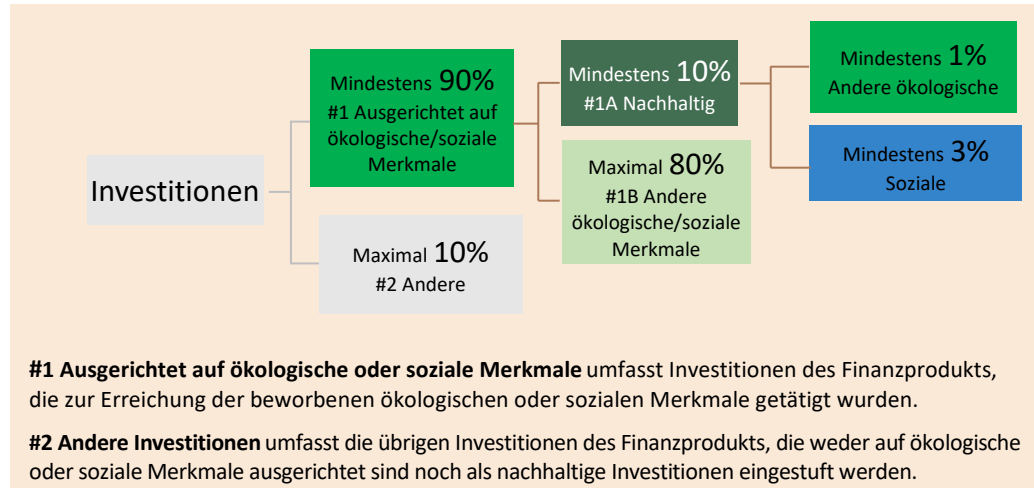 Investitionen
Mindestens 90%
#1 Ausgerichtet auf
ökologische/soziale
Merkmale
Maximal 10%
#2 Andere
Mindestens 10%
#1A Nachhaltig
Maximal 80%
#1B Andere
ökologische/soziale
Merkmale
Mindestens 1%
Andere ökologische
Mindestens 3%
Soziale
#1 Ausgerichtet auf ökologische oder soziale Merkmale umfasst Investitionen des Finanzprodukts,
die zur Erreichung der beworbenen ökologischen oder sozialen Merkmale getätigt wurden.
#2 Andere Investitionen umfasst die übrigen Investitionen des Finanzprodukts, die weder auf ökologische
oder soziale Merkmale ausgerichtet sind noch als nachhaltige Investitionen eingestuft werden.